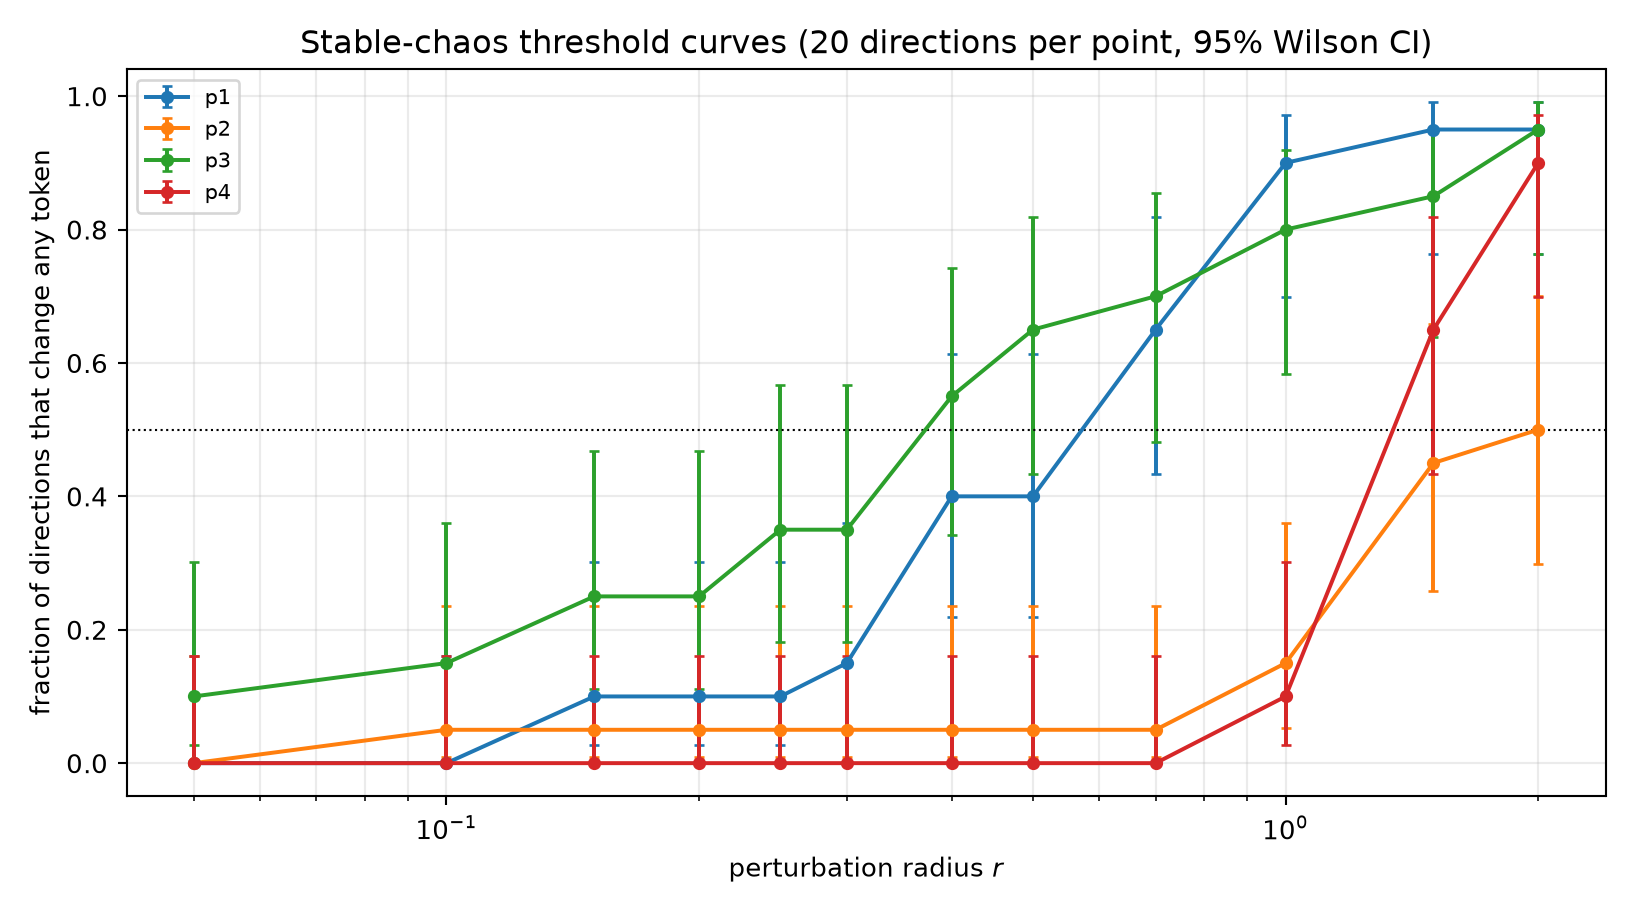 Stable-chaos threshold curves (20 directions per point, 95% Wilson CI)
p1
p2
p3
p4
fraction of directions that change any token
1.0
0.8
0.6
0.4
0.2
0.0
10⁻¹
10⁰
perturbation radius r